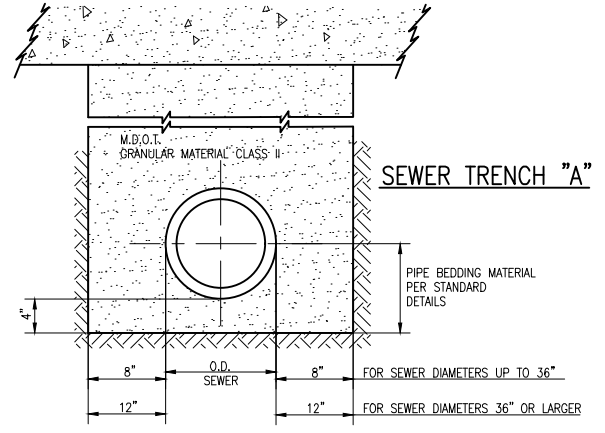 M.D.O.T.
GRANULAR MATERIAL CLASS II
SEWER TRENCH "A"
PIPE BEDDING MATERIAL
PER STANDARD
DETAILS
4"
8"
O.D.
SEWER
8"
FOR SEWER DIAMETERS UP TO 36"
12"
12"
FOR SEWER DIAMETERS 36" OR LARGER